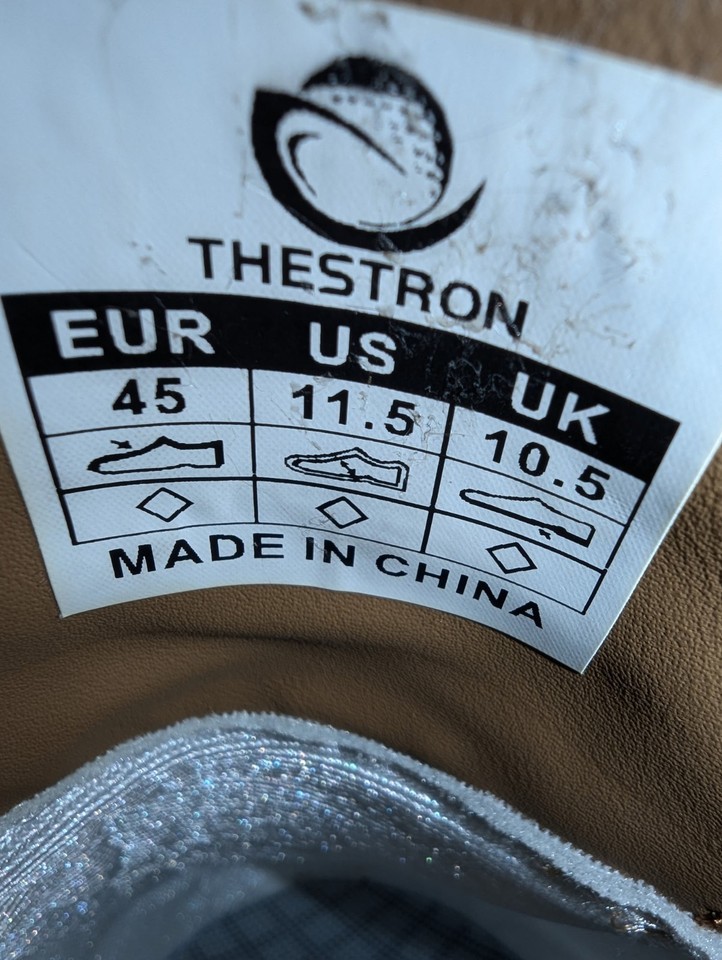 THESTRON
EUR US UK
45 11.5 10.5
MADE IN CHINA